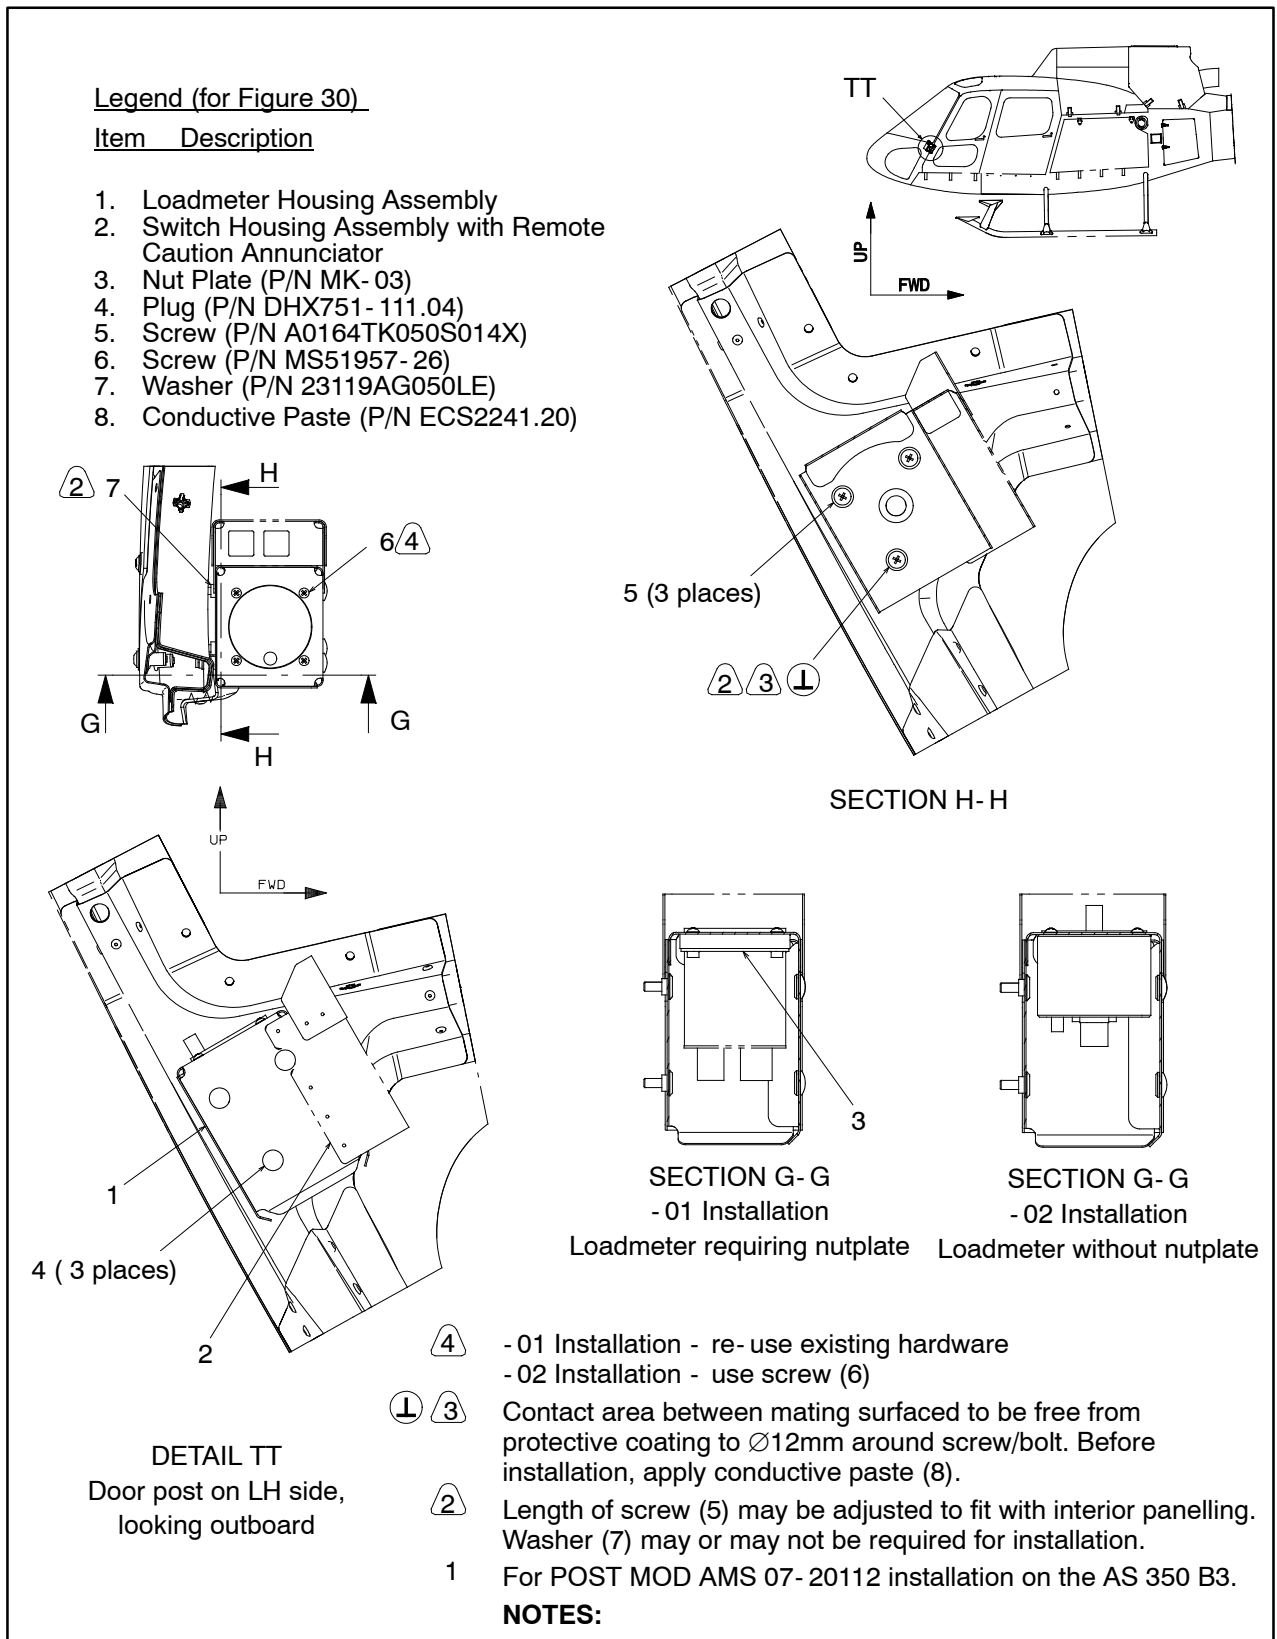 Legend (for Figure 30)
Item Description
1. Loadmeter Housing Assembly
2. Switch Housing Assembly with Remote
Caution Annunciator
3. Nut Plate (P/N MK- 03)
4. Plug (P/N DHX751- 111.04)
5. Screw (P/N A0164TK050S014X)
6. Screw (P/N MS51957- 26)
7. Washer (P/N 23119AG050LE)
8. Conductive Paste (P/N ECS2241.20)
TT
UP
FWD
2 7
H
6 4
G
G
H
5 (3 places)
2 3 ⊥
SECTION H- H
UP
FWD
1
4 ( 3 places)
2
3
SECTION G- G
- 01 Installation
Loadmeter requiring nutplate
SECTION G- G
- 02 Installation
Loadmeter without nutplate
DETAIL TT
Door post on LH side,
looking outboard
4 - 01 Installation - re- use existing hardware
- 02 Installation - use screw (6)
⊥ 3 Contact area between mating surfaced to be free from
protective coating to ∅12mm around screw/bolt. Before
installation, apply conductive paste (8).
2 Length of screw (5) may be adjusted to fit with interior panelling.
Washer (7) may or may not be required for installation.
1 For POST MOD AMS 07- 20112 installation on the AS 350 B3.
NOTES: